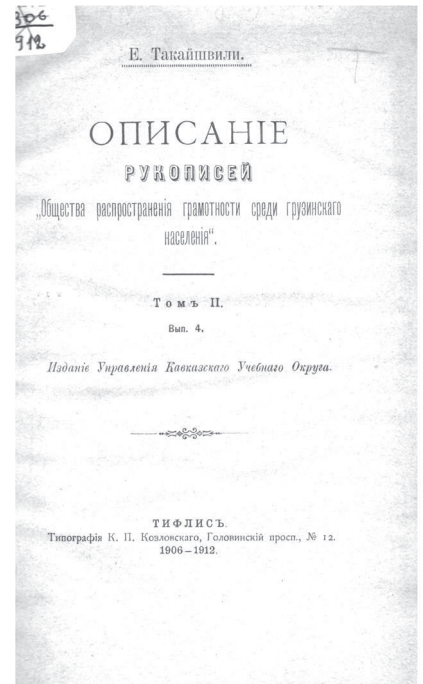 306
912
Е. Такайшвили.
ОПИСАНІЕ
РУКОПИСЕЙ
„Общества распространенія грамотности среди грузинскаго
населенія“.
Томъ II.
Вып. 4.
Изданіе Управленія Кавказскаго Учебнаго Округа.
ТИФЛИСЪ.
Типографія К. П. Козловскаго, Головинскій просп., № 12.
1906—1912.